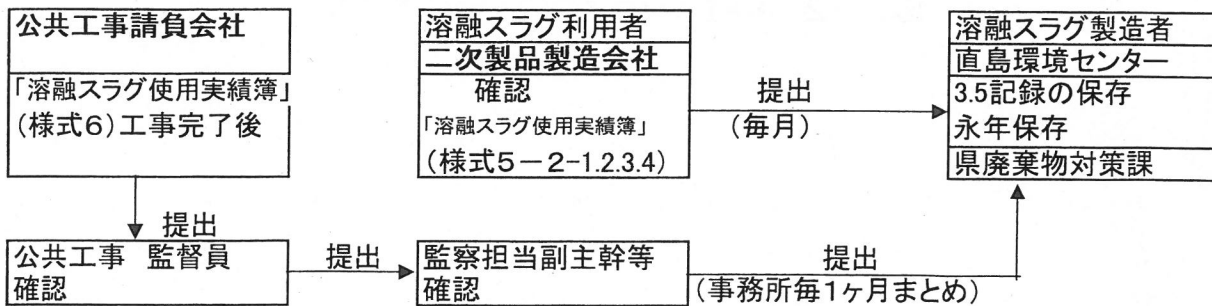 公共工事請負会社
「溶融スラグ使用実績簿」
(様式6)工事完了後
溶融スラグ利用者
二次製品製造会社
確認
「溶融スラグ使用実績簿」
(様式5-2-1.2.3.4)
提出
(毎月)
溶融スラグ製造者
直島環境センター
3.5記録の保存
永年保存
県廃棄物対策課
提出
公共工事 監督員
確認
提出
監察担当副主幹等
確認
提出
(事務所毎1ヶ月まとめ)